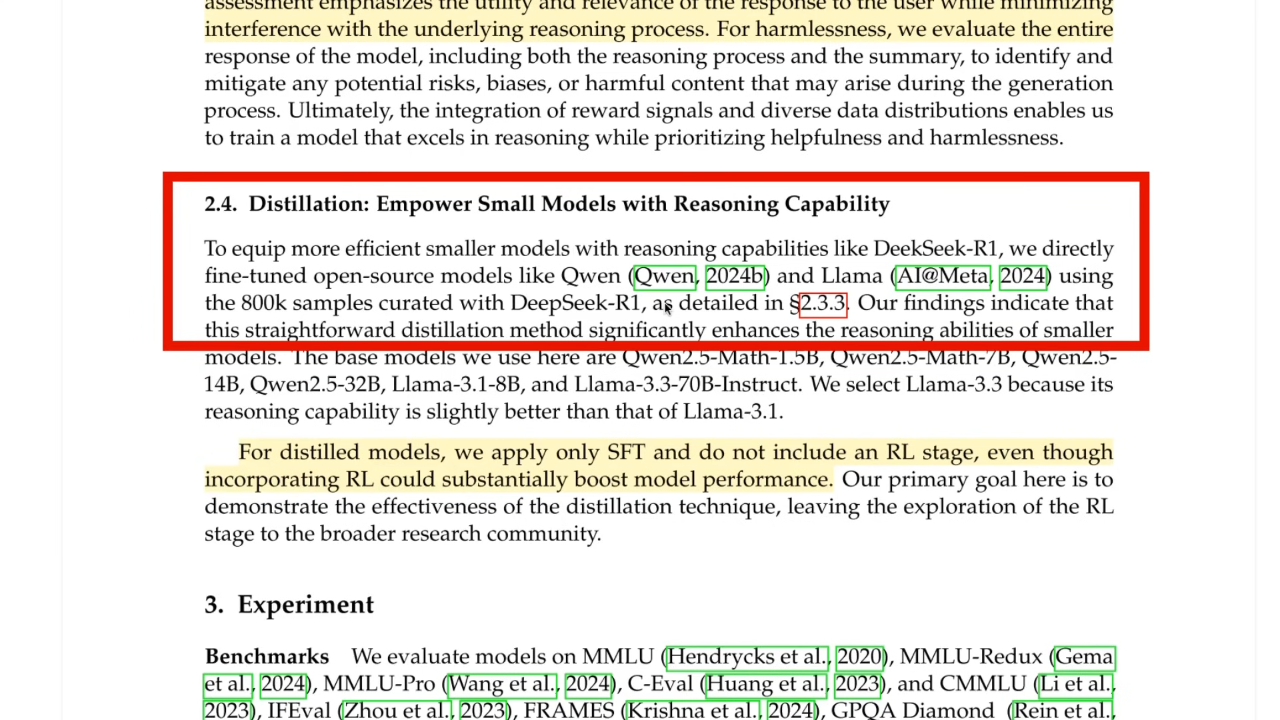 assessment emphasizes the utility and relevance of the response to the user while minimizing
interference with the underlying reasoning process. For harmlessness, we evaluate the entire
response of the model, including both the reasoning process and the summary, to identify and
mitigate any potential risks, biases, or harmful content that may arise during the generation
process. Ultimately, the integration of reward signals and diverse data distributions enables us
to train a model that excels in reasoning while prioritizing helpfulness and harmlessness.
2.4. Distillation: Empower Small Models with Reasoning Capability
To equip more efficient smaller models with reasoning capabilities like DeekSeek-R1, we directly
fine-tuned open-source models like Qwen (Qwen, 2024b) and Llama (AI@Meta, 2024) using
the 800k samples curated with DeepSeek-R1, as detailed in §2.3.3. Our findings indicate that
this straightforward distillation method significantly enhances the reasoning abilities of smaller
models. The base models we use here are Qwen2.5-Math-1.5B, Qwen2.5-Math-7B, Qwen2.5-
14B, Qwen2.5-32B, Llama-3.1-8B, and Llama-3.3-70B-Instruct. We select Llama-3.3 because its
reasoning capability is slightly better than that of Llama-3.1.
For distilled models, we apply only SFT and do not include an RL stage, even though
incorporating RL could substantially boost model performance. Our primary goal here is to
demonstrate the effectiveness of the distillation technique, leaving the exploration of the RL
stage to the broader research community.
3. Experiment
Benchmarks We evaluate models on MMLU (Hendrycks et al., 2020), MMLU-Redux (Gema
et al., 2024), MMLU-Pro (Wang et al., 2024), C-Eval (Huang et al., 2023), and CMMLU (Li et al.,
2023), IFEval (Zhou et al., 2023), FRAMES (Krishna et al., 2024), GPQA Diamond (Rein et al.,